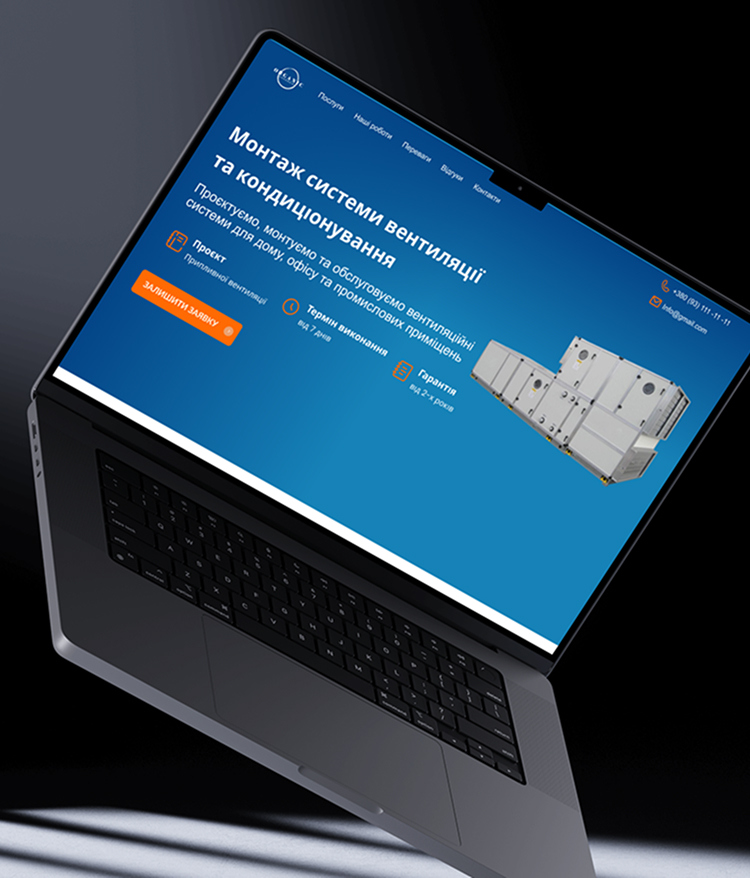 Послуги
Наші роботи
Переваги
Відгуки
Контакти
+380 (93) 111 -11 -11
info@gmail.com
Монтаж системи вентиляції
та кондиціонування
Проєктуємо, монтуємо та обслуговуємо вентиляційні
системи для дому, офісу та промислових приміщень
Проєкт
Припливної вентиляції
Термін виконання
від 7 днів
Гарантія
від 2-х років
ЗАЛИШИТИ ЗАЯВКУ